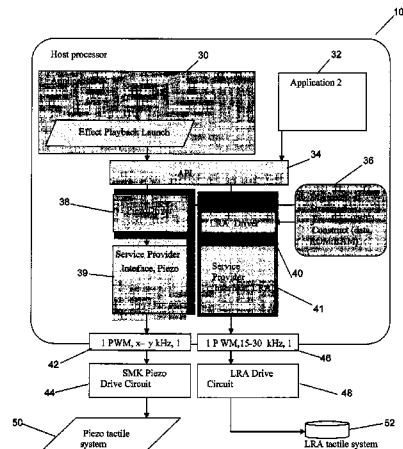 10
Host processor
30
32
Application 2
Effect Playback Launch
API
34
36
38
LRA Driver
Construct (data,
ROM/RAM)
40
Service Provider
Interface, Piezo
39
Service
Provider
41
1 PWM, x– y kHz, 1
1 PWM,15-30 kHz, 1
42
46
SMK Piezo
Drive Circuit
LRA Drive
Circuit
44
48
50
Piezo tactile
system
52
LRA tactile system